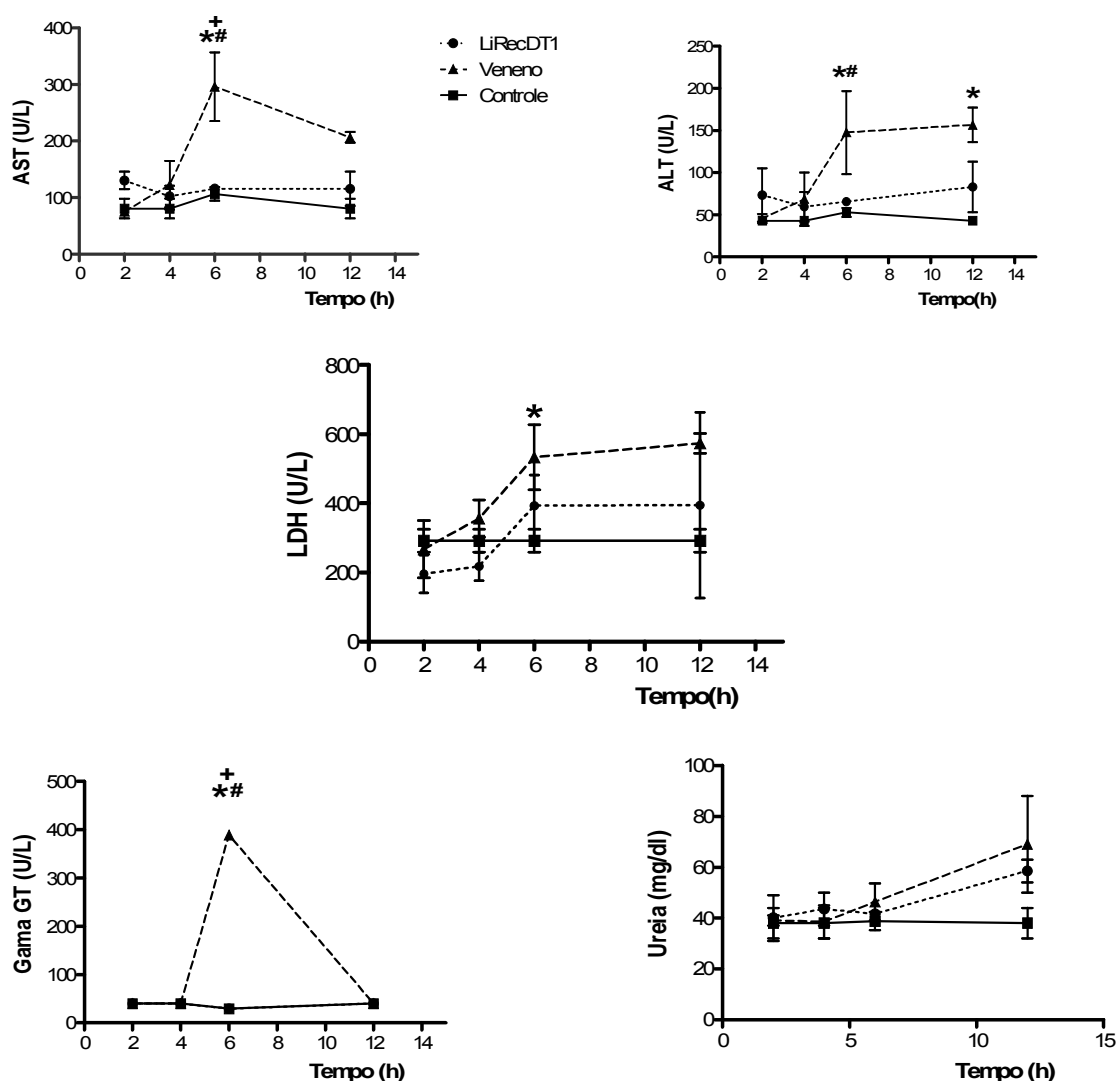 AST (U/L)
400
300
200
100
0
+
*#
0 2 4 6 8 10 12 14
Tempo (h)
LiRecDT1
Veneno
Controle
ALT (U/L)
250
200
150
100
50
0
*#
*
0 2 4 6 8 10 12 14
Tempo(h)
LDH (U/L)
800
600
400
200
0
*
0 2 4 6 8 10 12 14
Tempo(h)
Gama GT (U/L)
500
400
300
200
100
0
+
*#
0 2 4 6 8 10 12 14
Tempo (h)
Ureia (mg/dl)
100
80
60
40
20
0
0 5 10 15
Tempo (h)